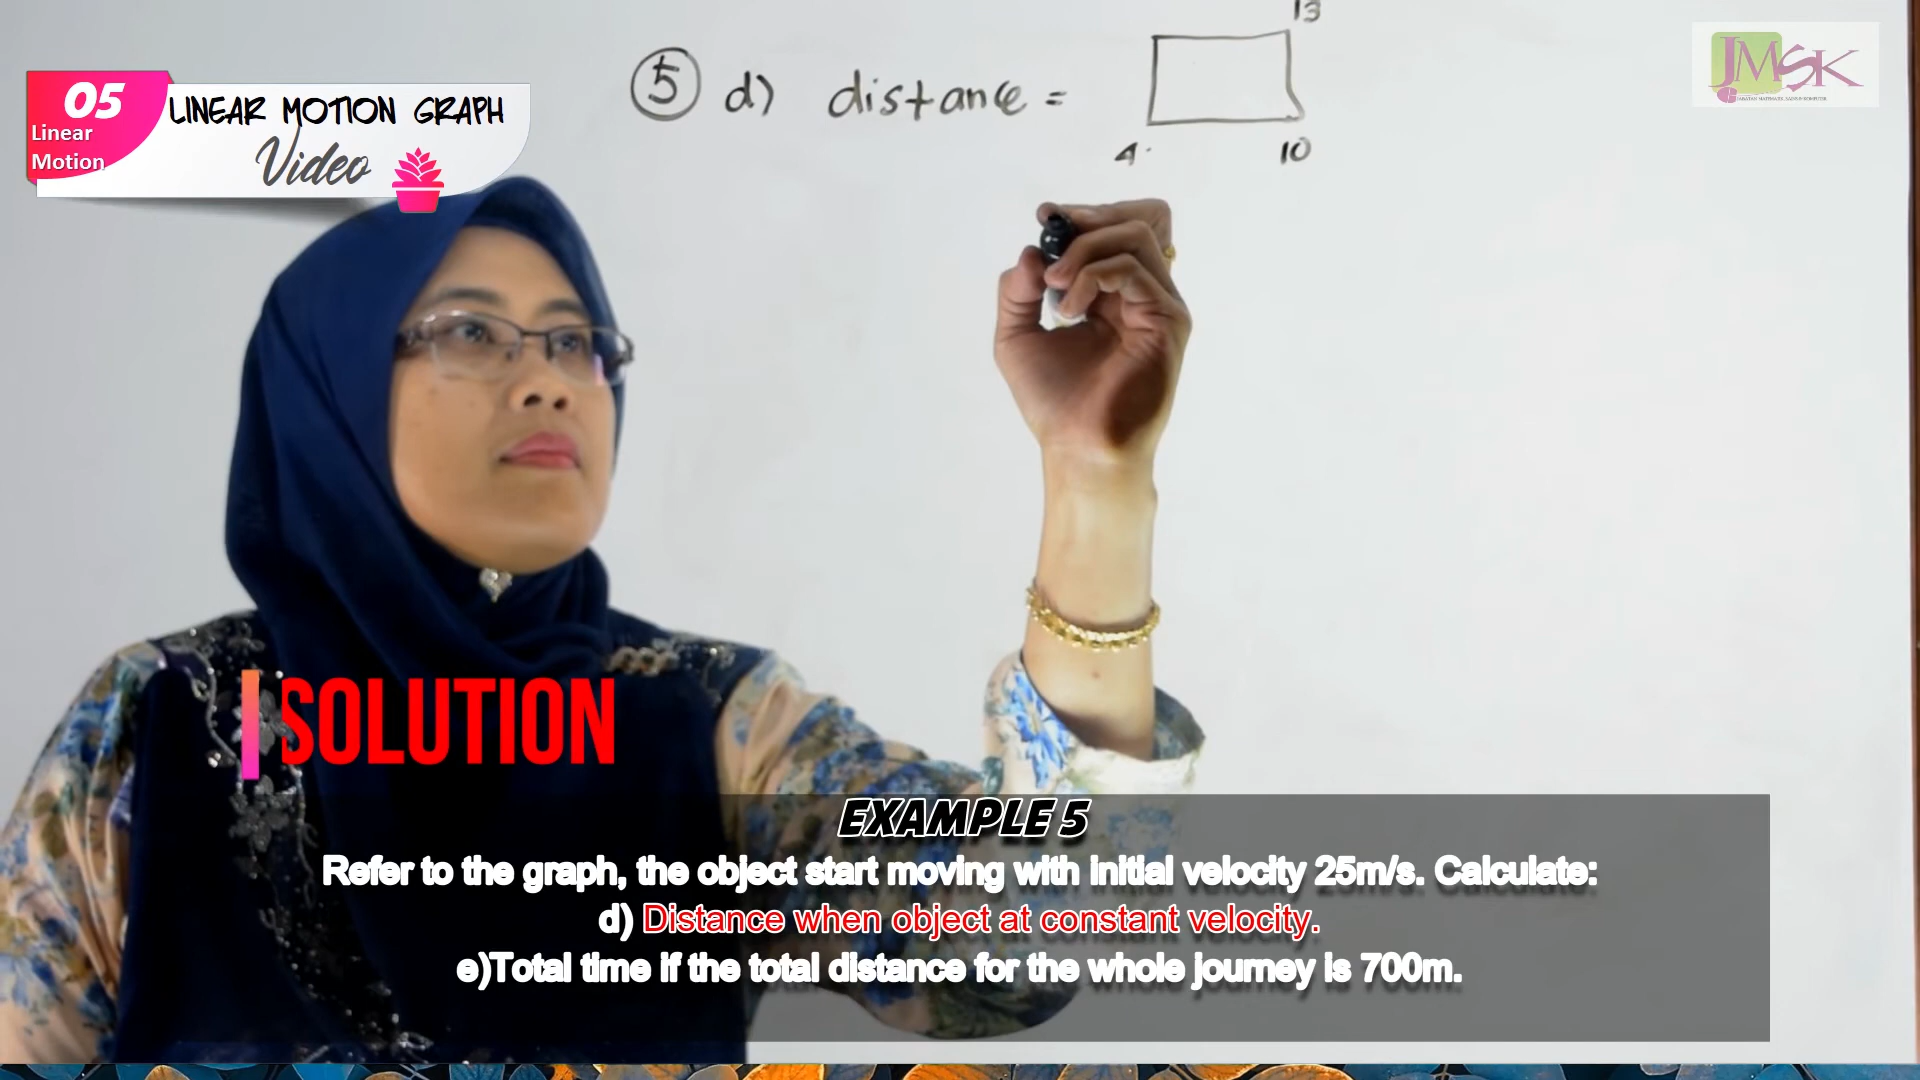 13
5 d) distance =
4 10
05
Linear
Motion
LINEAR MOTION GRAPH
Video
JMSK
SOLUTION
EXAMPLE 5
Refer to the graph, the object start moving with initial velocity 25m/s. Calculate:
d) Distance when object at constant velocity.
e)Total time if the total distance for the whole journey is 700m.